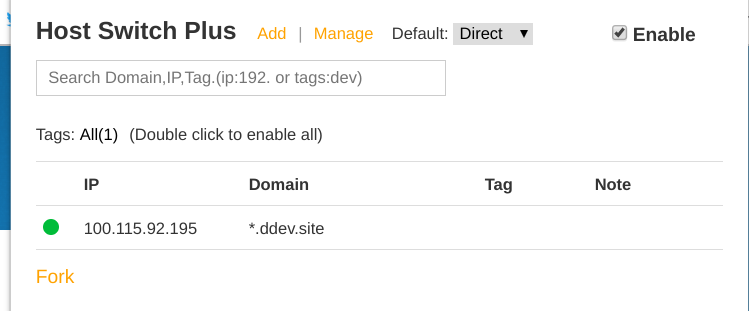 Host Switch Plus Add | Manage Default: Direct ▼ Enable
Search Domain,IP,Tag.(ip:192. or tags:dev)
Tags: All(1) (Double click to enable all)
IP Domain Tag Note
100.115.92.195 *.ddev.site
Fork